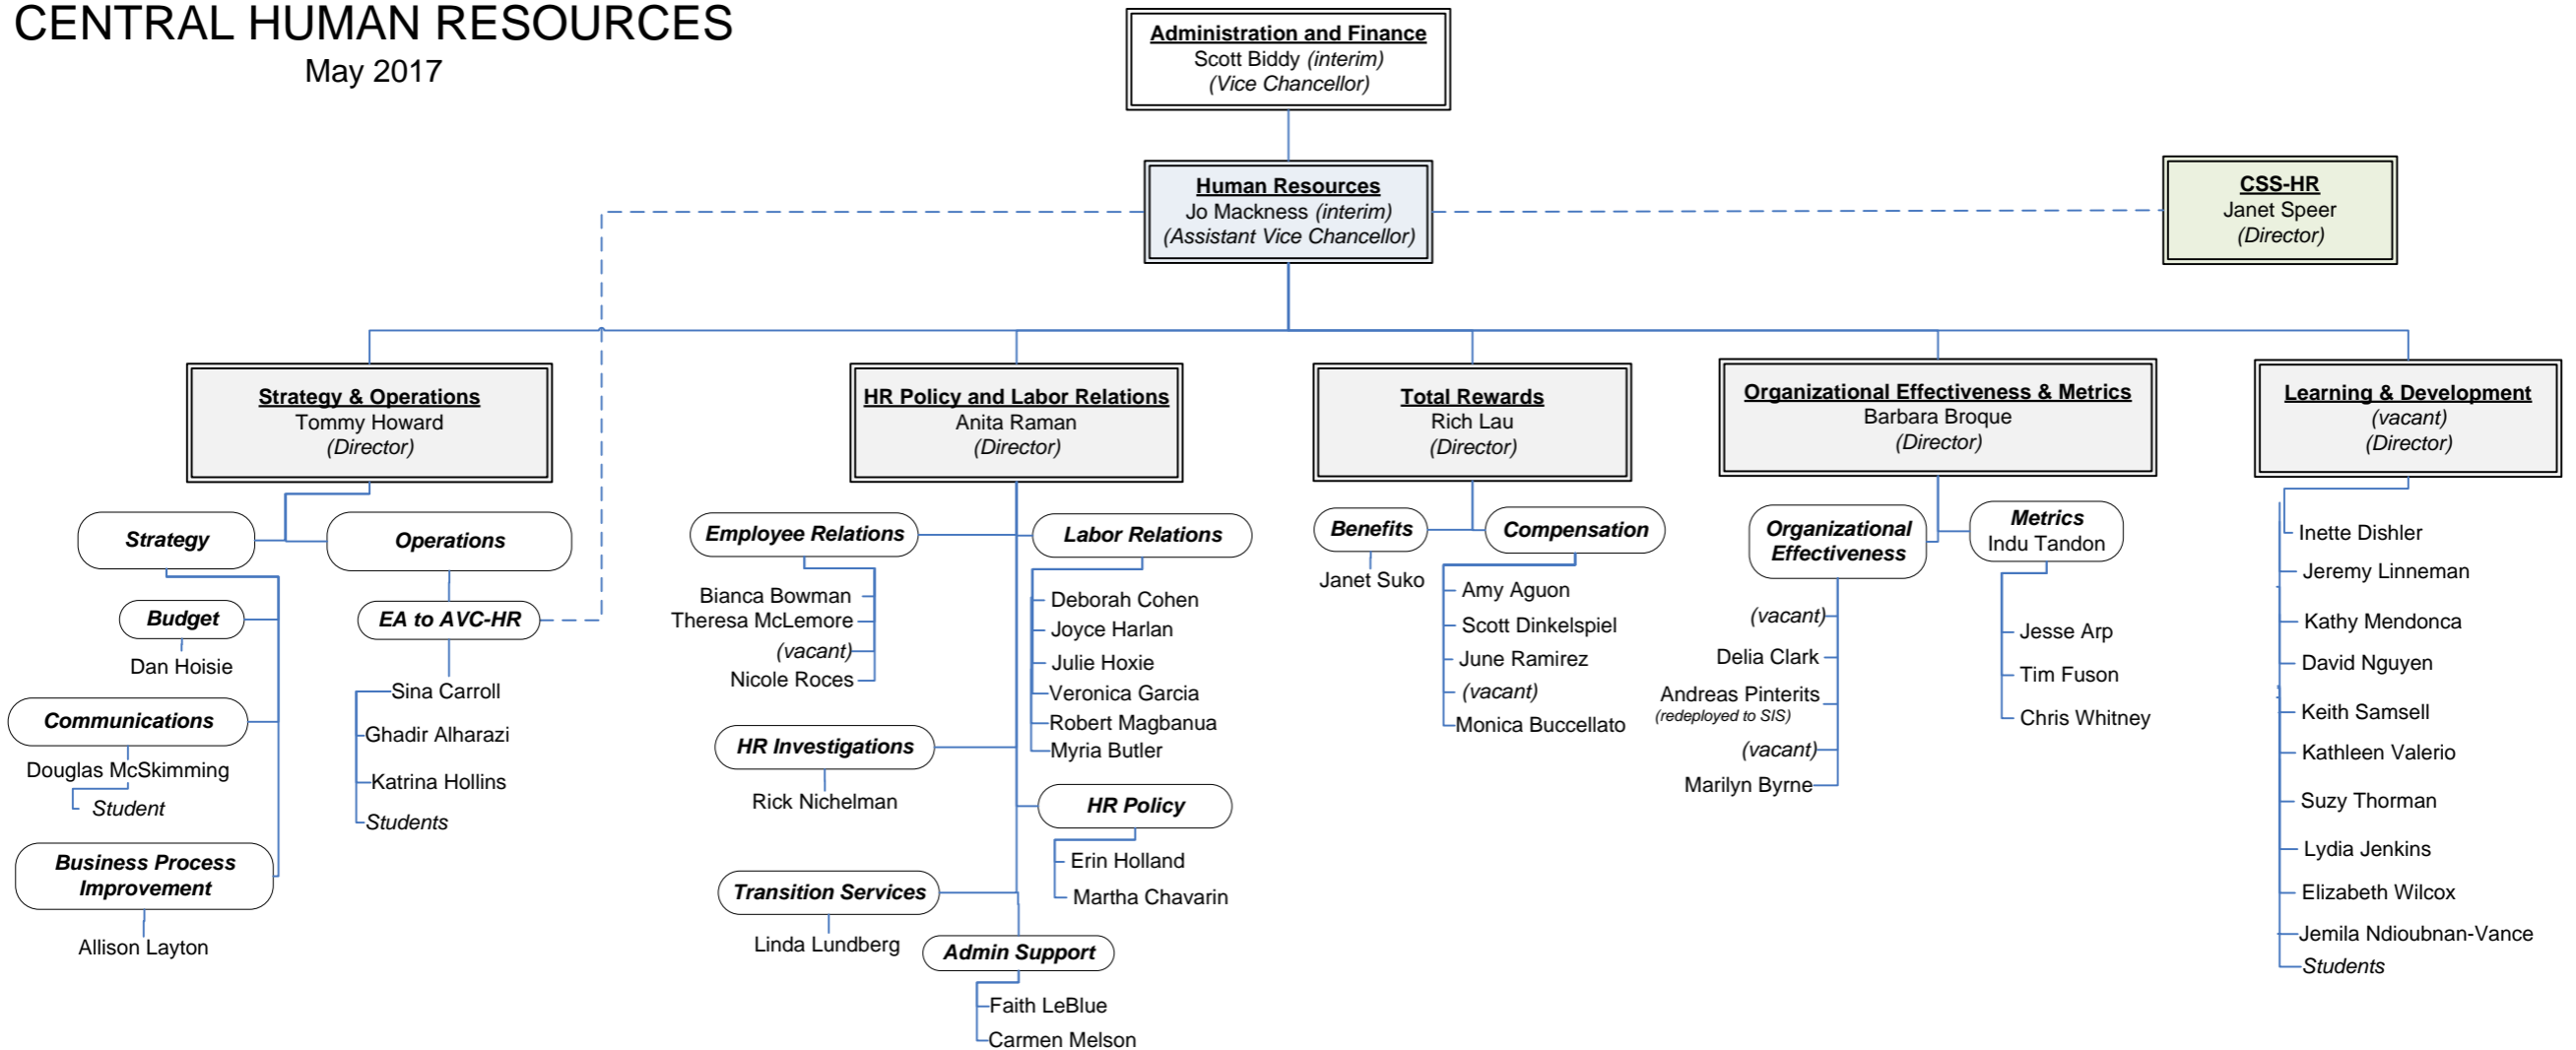 CENTRAL HUMAN RESOURCES
May 2017
Administration and Finance
Scott Biddy (interim)
(Vice Chancellor)
Human Resources
Jo Mackness (interim)
(Assistant Vice Chancellor)
CSS-HR
Janet Speer
(Director)
Strategy & Operations
Tommy Howard
(Director)
HR Policy and Labor Relations
Anita Raman
(Director)
Total Rewards
Rich Lau
(Director)
Organizational Effectiveness & Metrics
Barbara Broque
(Director)
Learning & Development
(vacant)
(Director)
Strategy
Budget
Dan Hoisie
Communications
Douglas McSkimming
Student
Business Process
Improvement
Allison Layton
Operations
EA to AVC-HR
Sina Carroll
Ghadir Alharazi
Katrina Hollins
Students
Employee Relations
Bianca Bowman
Theresa McLemore
(vacant)
Nicole Roces
HR Investigations
Rick Nichelman
Transition Services
Linda Lundberg
Labor Relations
Deborah Cohen
Joyce Harlan
Julie Hoxie
Veronica Garcia
Robert Magbanua
Myria Butler
HR Policy
Erin Holland
Martha Chavarin
Admin Support
Faith LeBlue
Carmen Melson
Benefits
Janet Suko
Compensation
Amy Aguon
Scott Dinkelspiel
June Ramirez
(vacant)
Monica Buccellato
Organizational
Effectiveness
(vacant)
Delia Clark
Andreas Pinterits
(redeployed to SIS)
(vacant)
Marilyn Byrne
Metrics
Indu Tandon
Jesse Arp
Tim Fuson
Chris Whitney
Inette Dishler
Jeremy Linneman
Kathy Mendonca
David Nguyen
Keith Samsell
Kathleen Valerio
Suzy Thorman
Lydia Jenkins
Elizabeth Wilcox
Jemila Ndioubnan-Vance
Students